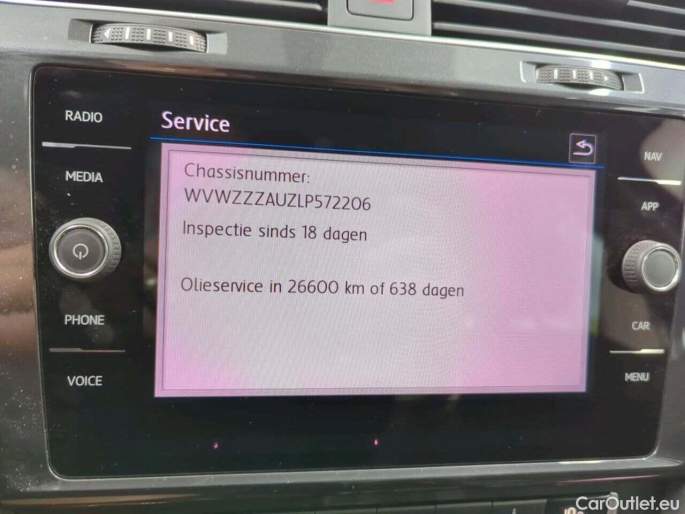 RADIO
MEDIA
PHONE
VOICE
Service
Chassisnummer:
WVWZZZAUZLP572206
Inspectie sinds 18 dagen
Olieservice in 26600 km of 638 dagen
NAV
APP
CAR
MENU
CarOutlet.eu